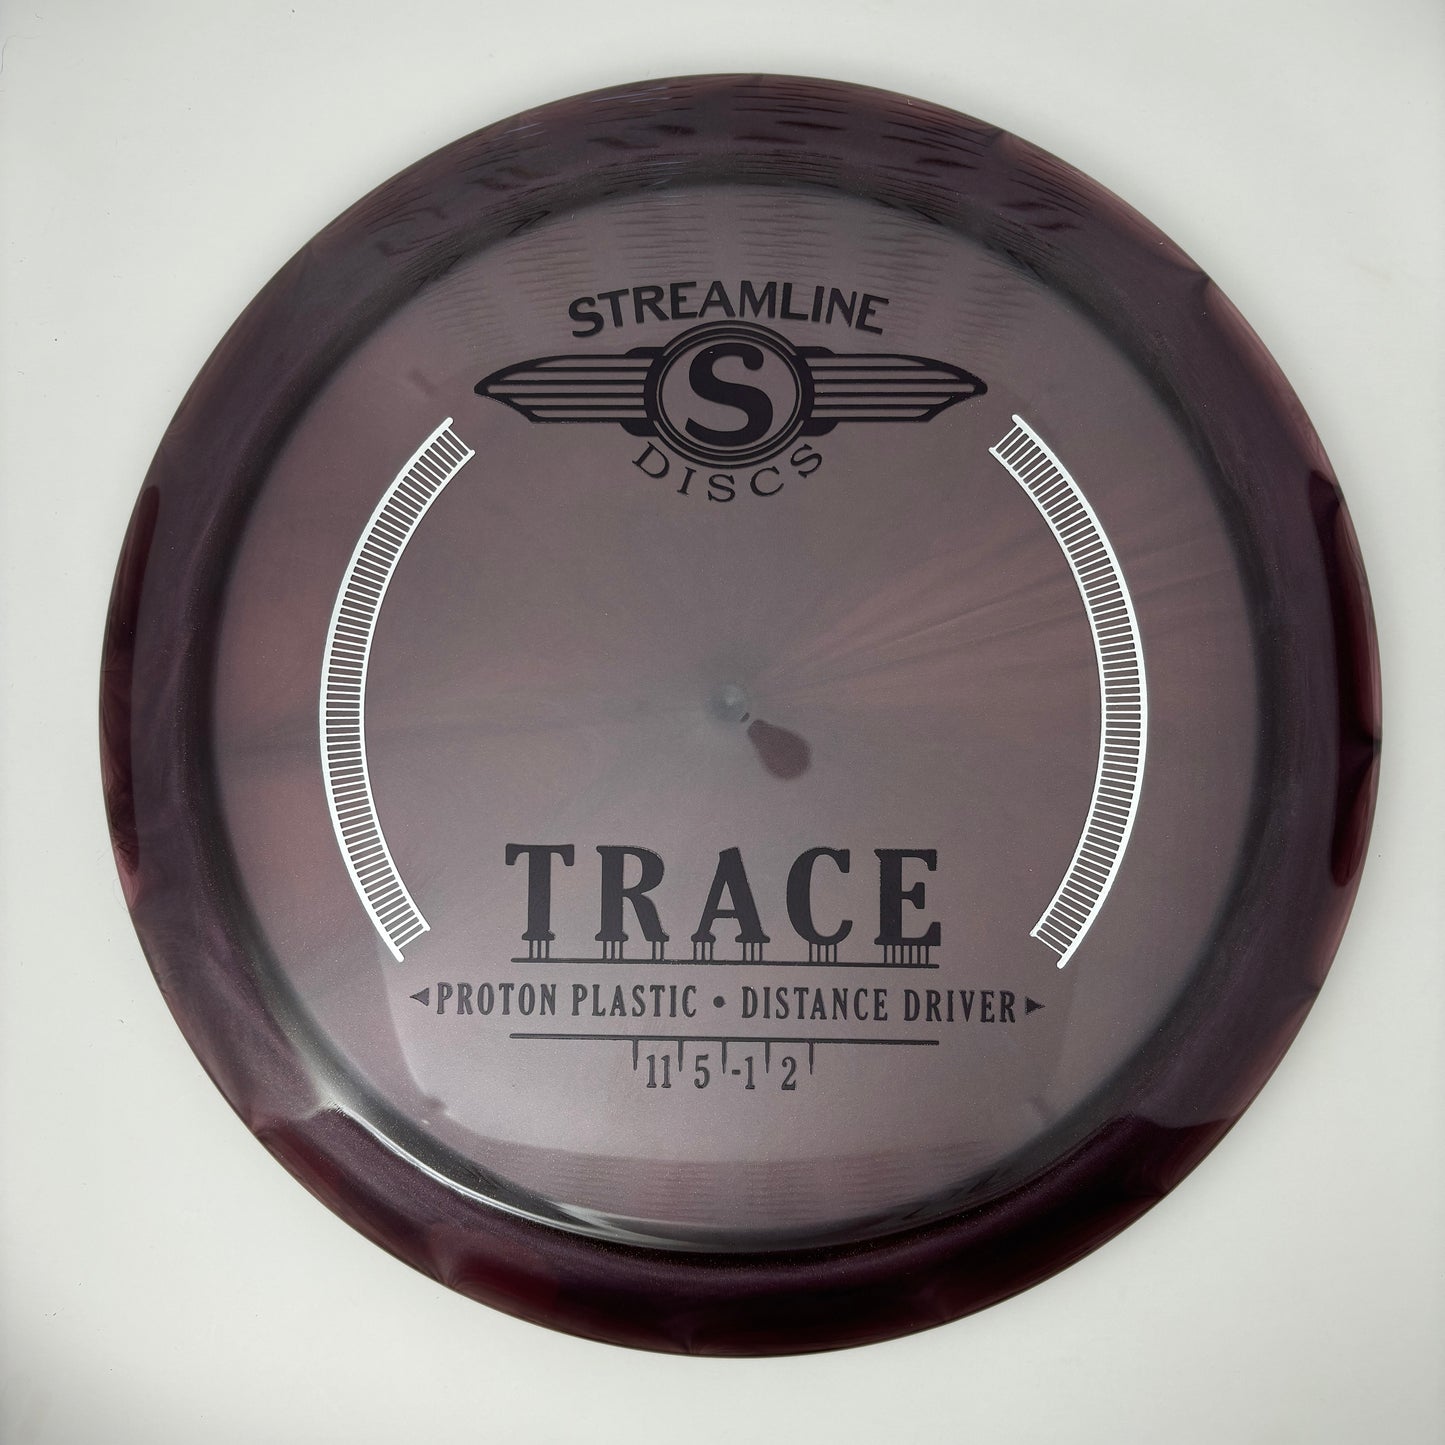 STREAMLINE
S
DISCS
TRACE
PROTON PLASTIC • DISTANCE DRIVER
11 5 -1 2